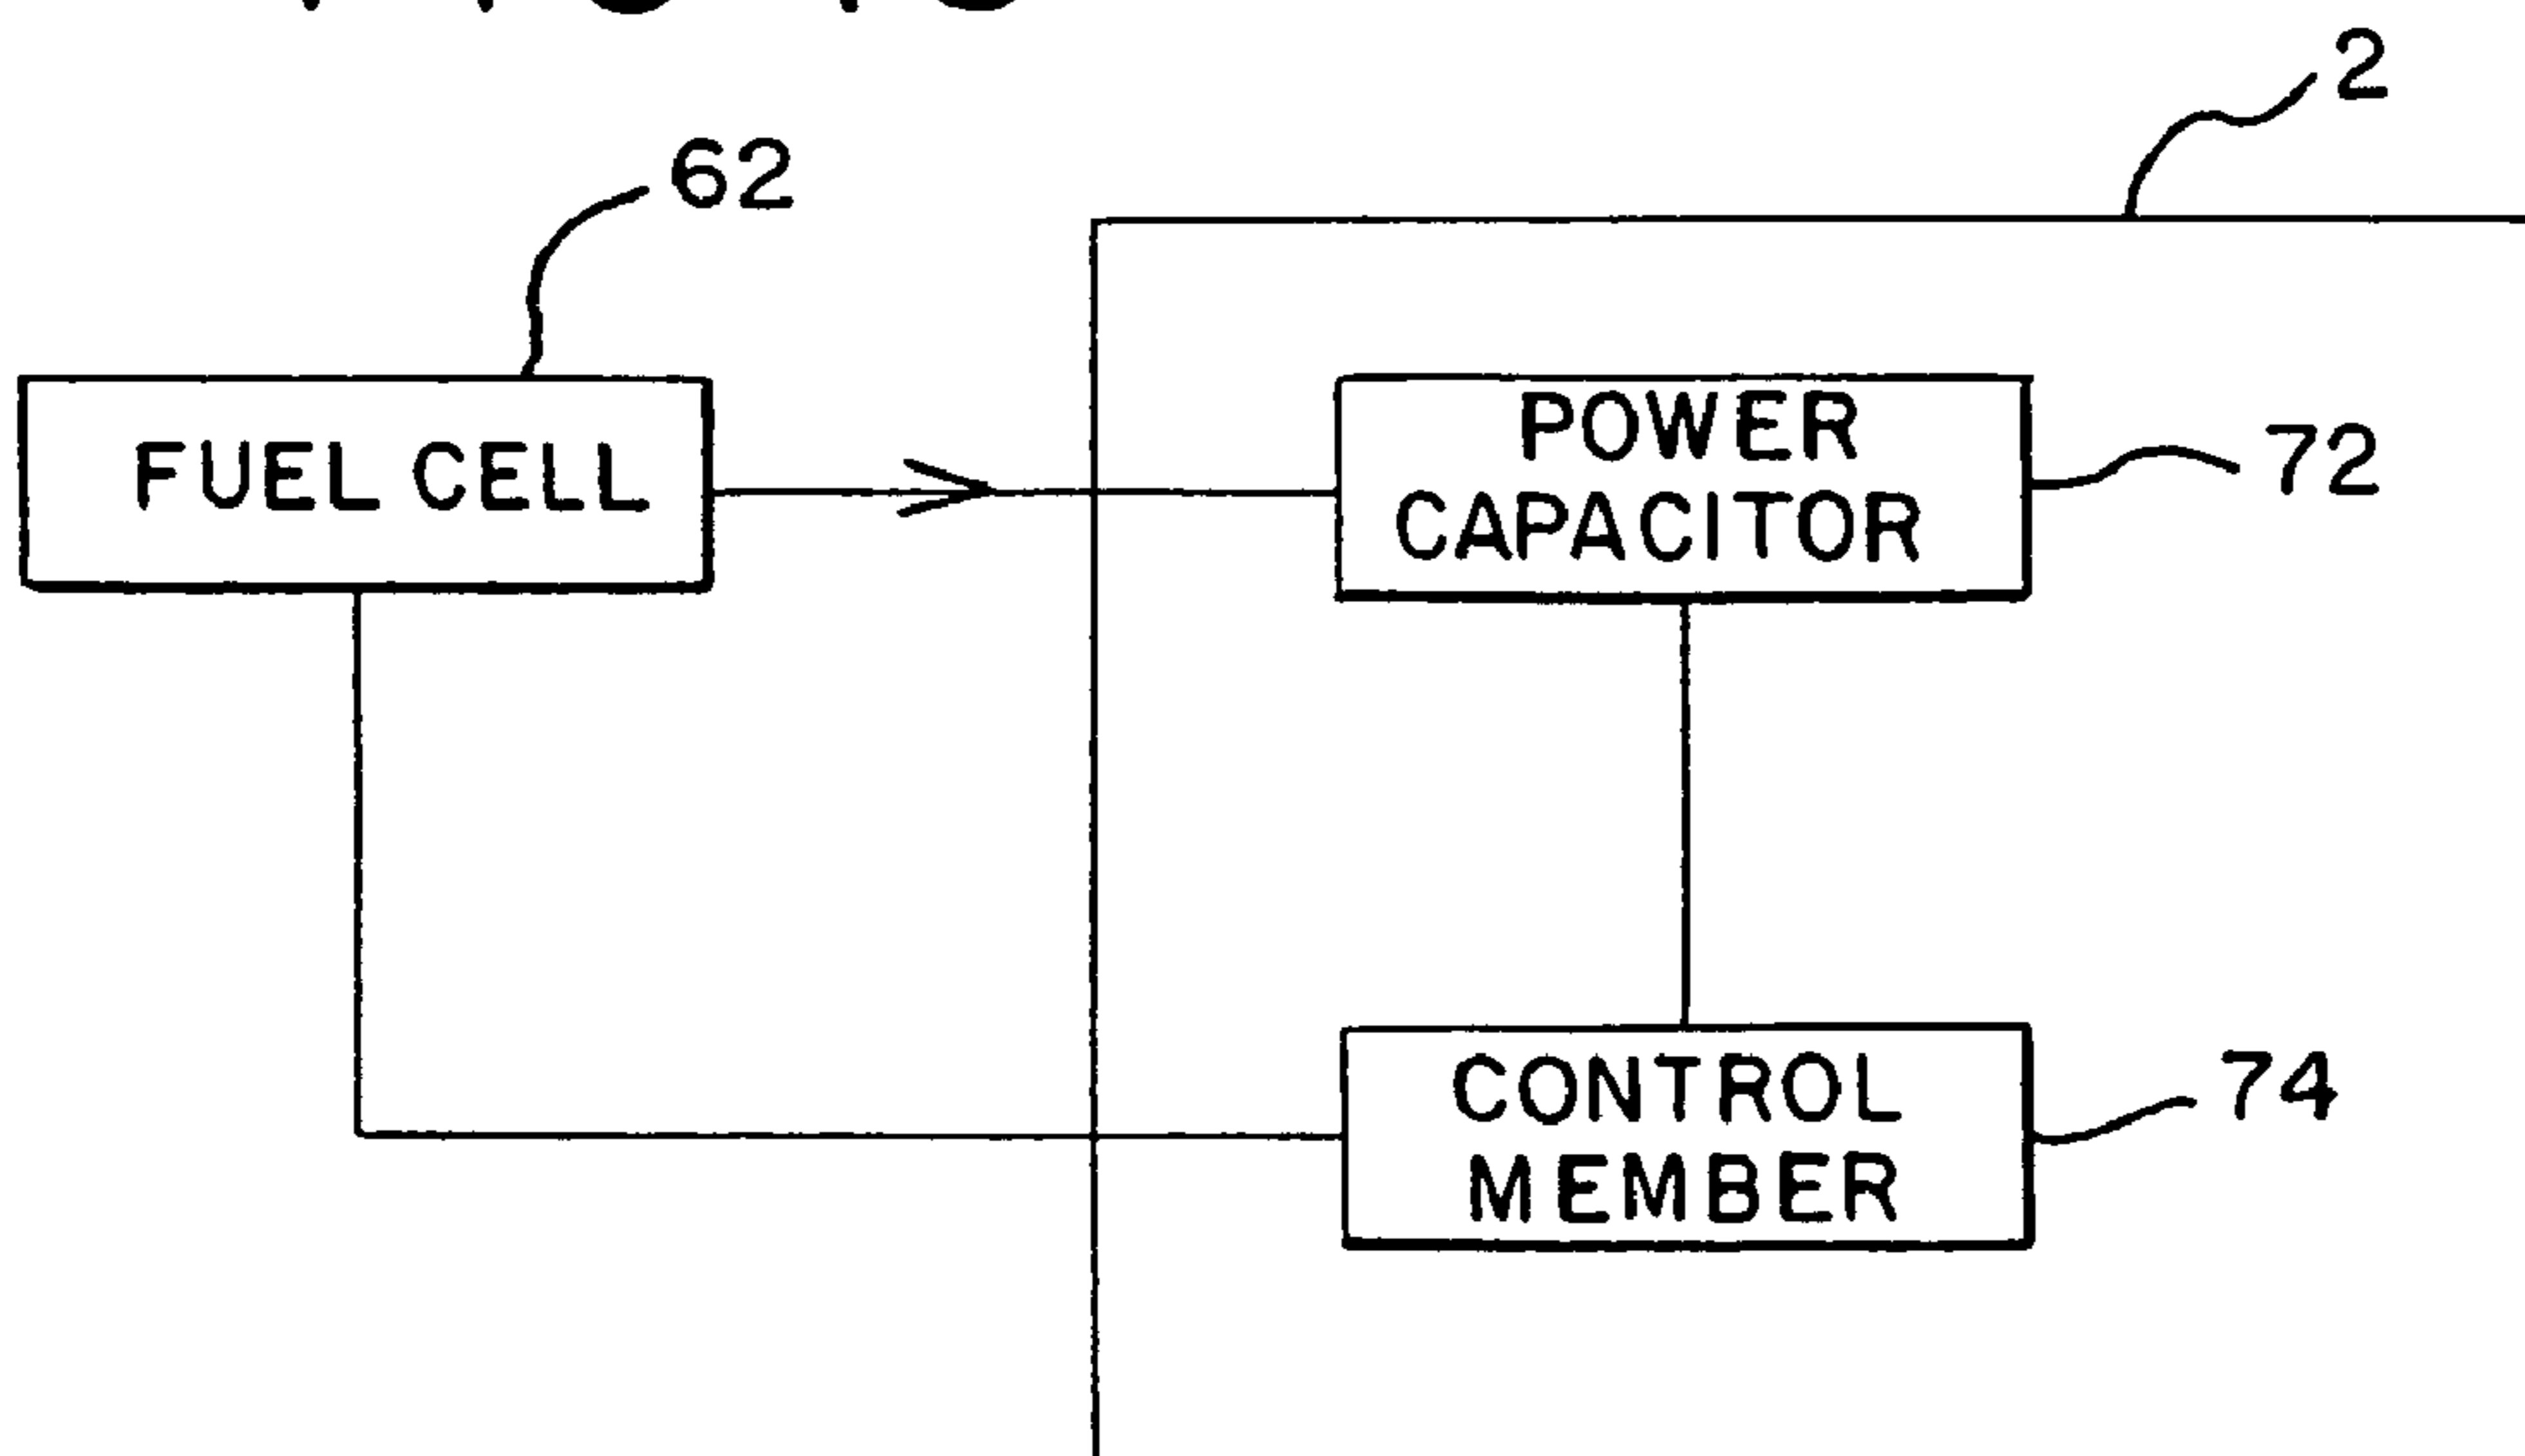 2
62
FUEL CELL
POWER
CAPACITOR
72
CONTROL
MEMBER
74